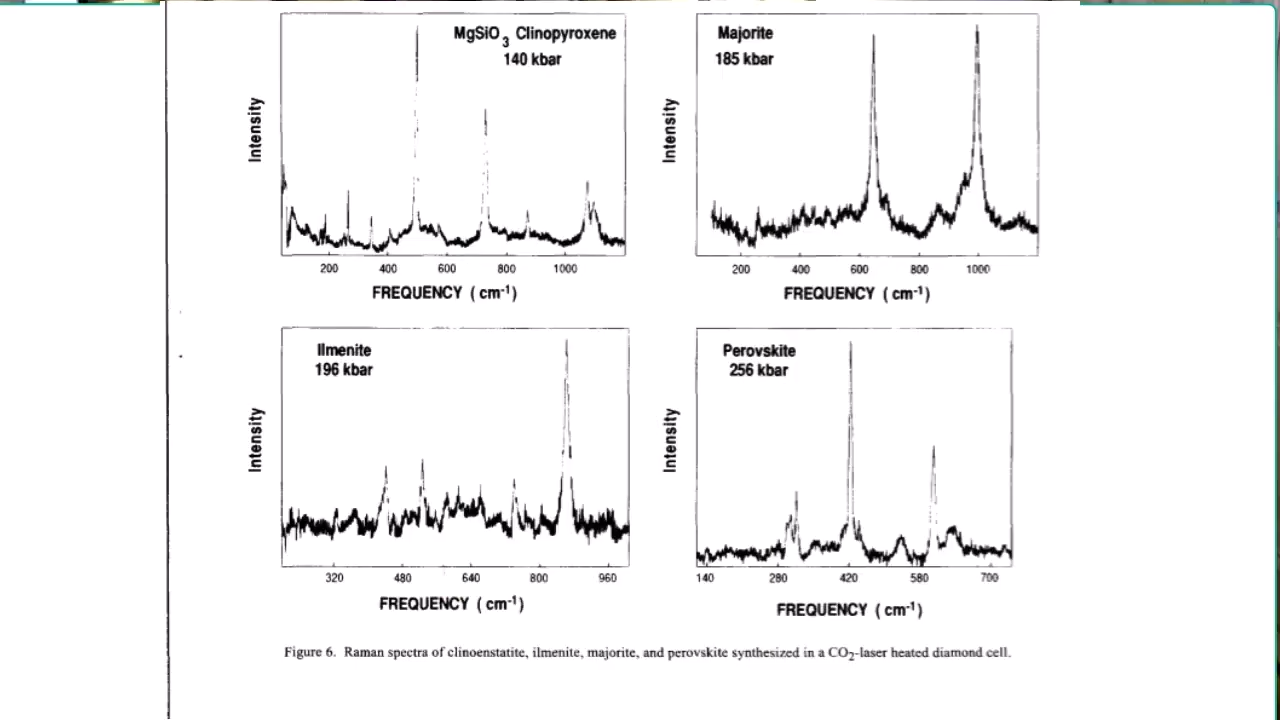 MgSiO3 Clinopyroxene
140 kbar
Intensity
200 400 600 800 1000
FREQUENCY ( cm-1)
Majorite
185 kbar
Intensity
200 400 600 800 1000
FREQUENCY ( cm-1)
Ilmenite
196 kbar
Intensity
320 480 640 800 960
FREQUENCY ( cm-1)
Perovskite
256 kbar
Intensity
140 280 420 580 700
FREQUENCY ( cm-1)
Figure 6. Raman spectra of clinoenstatite, ilmenite, majorite, and perovskite synthesized in a CO2-laser heated diamond cell.